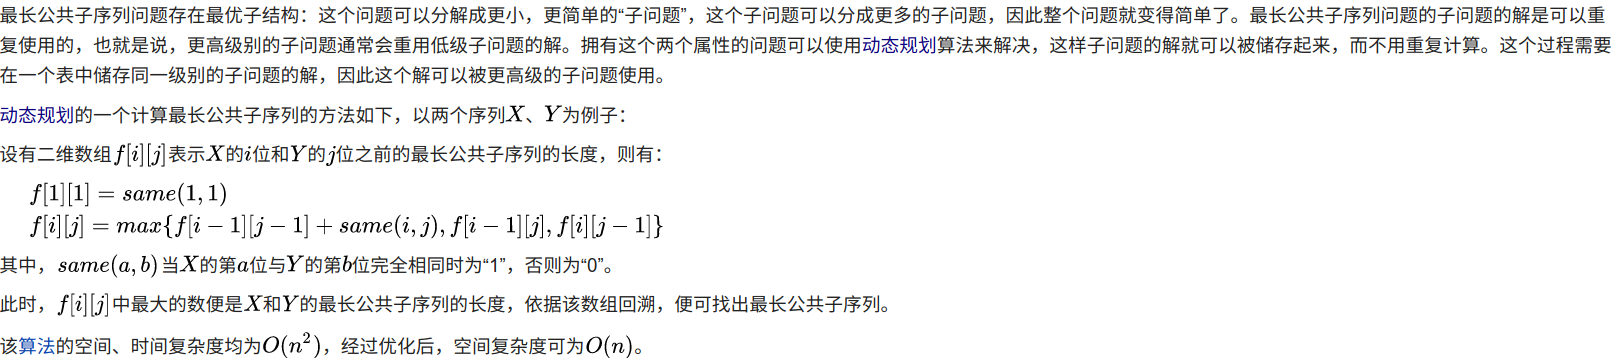 最长公共子序列问题存在最优子结构：这个问题可以分解成更小，更简单的“子问题”，这个子问题可以分成更多的子问题，因此整个问题就变得简单了。最长公共子序列问题的子问题的解是可以重
复使用的，也就是说，更高级别的子问题通常会重用低级子问题的解。拥有这个两个属性的问题可以使用动态规划算法来解决，这样子问题的解就可以被储存起来，而不用重复计算。这个过程需要
在一个表中储存同一级别的子问题的解，因此这个解可以被更高级的子问题使用。
动态规划的一个计算最长公共子序列的方法如下，以两个序列X、Y为例子：
设有二维数组f[i][j]表示X的i位和Y的j位之前的最长公共子序列的长度，则有：
f[1][1] = same(1, 1)
f[i][j] = max{f[i − 1][j − 1] + same(i, j), f[i − 1][j], f[i][j − 1]}
其中，same(a, b)当X的第a位与Y的第b位完全相同时为“1”，否则为“0”。
此时，f[i][j]中最大的数便是X和Y的最长公共子序列的长度，依据该数组回溯，便可找出最长公共子序列。
该算法的空间、时间复杂度均为O(n²)，经过优化后，空间复杂度可为O(n)。